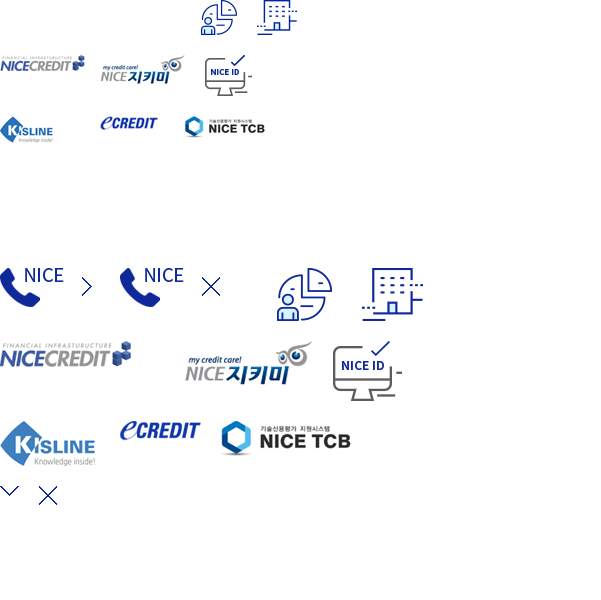 FINANCIAL INFRASTURUCTURE
NICECREDIT
my credit care!
NICE지키미
NICE ID
KISLINE
Knowledge inside!
eCREDIT
기술신용평가 지원시스템
NICE TCB
NICE
NICE
FINANCIAL INFRASTURUCTURE
NICECREDIT
my credit care!
NICE지키미
NICE ID
KISLINE
Knowledge inside!
eCREDIT
기술신용평가 지원시스템
NICE TCB